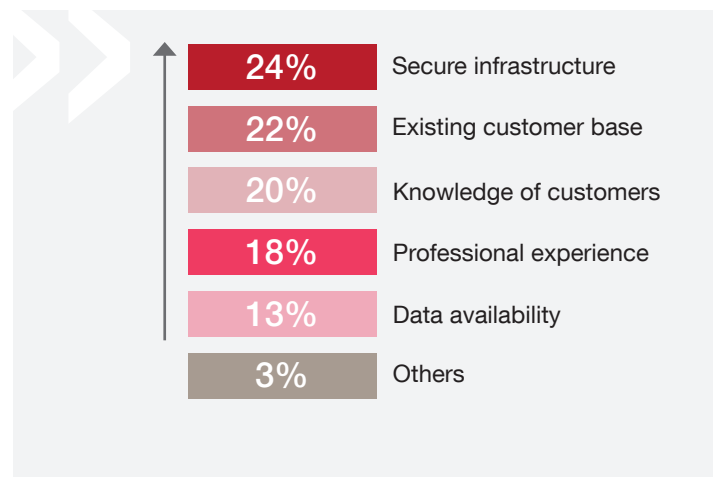 24% Secure infrastructure
22% Existing customer base
20% Knowledge of customers
18% Professional experience
13% Data availability
3% Others